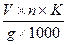 V × n × K
g × 1000